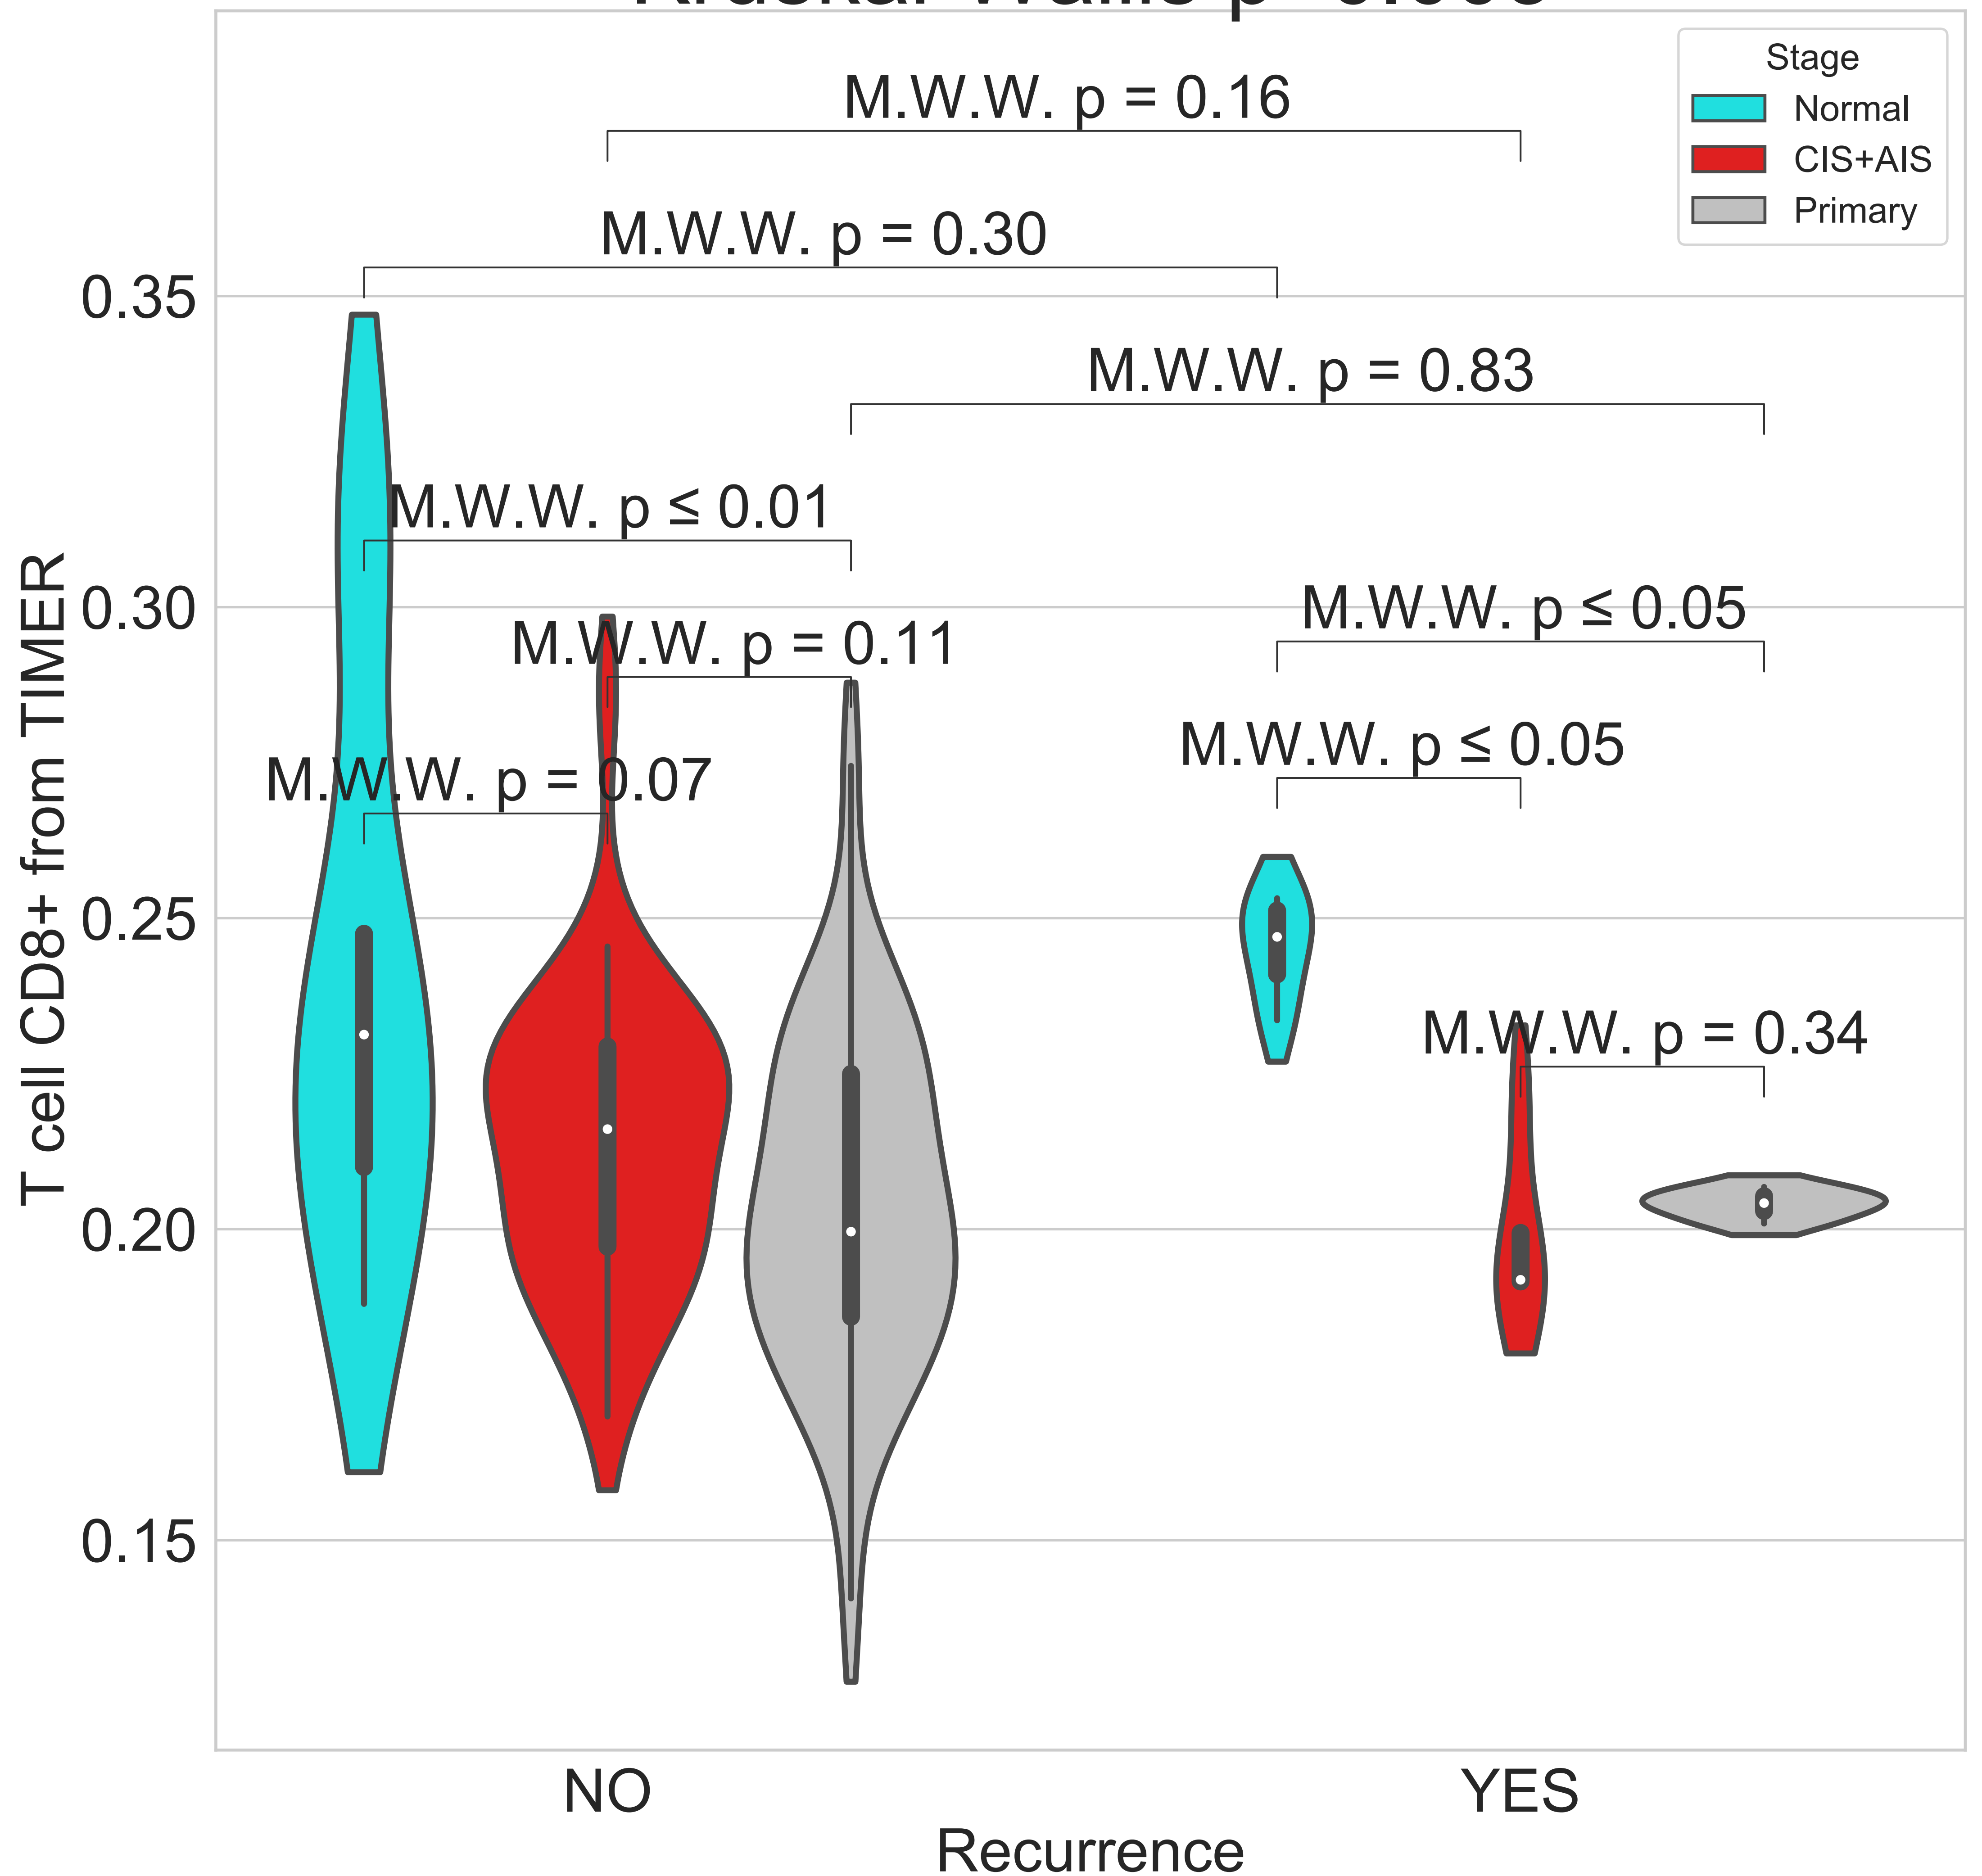 Stage
Normal
CIS+AIS
Primary
M.W.W. p = 0.16
M.W.W. p = 0.30
M.W.W. p = 0.83
M.W.W. p ≤ 0.01
M.W.W. p ≤ 0.05
M.W.W. p = 0.11
M.W.W. p ≤ 0.05
M.W.W. p = 0.07
M.W.W. p = 0.34
0.35
0.30
0.25
0.20
0.15
T cell CD8+ from TIMER
NO
YES
Recurrence